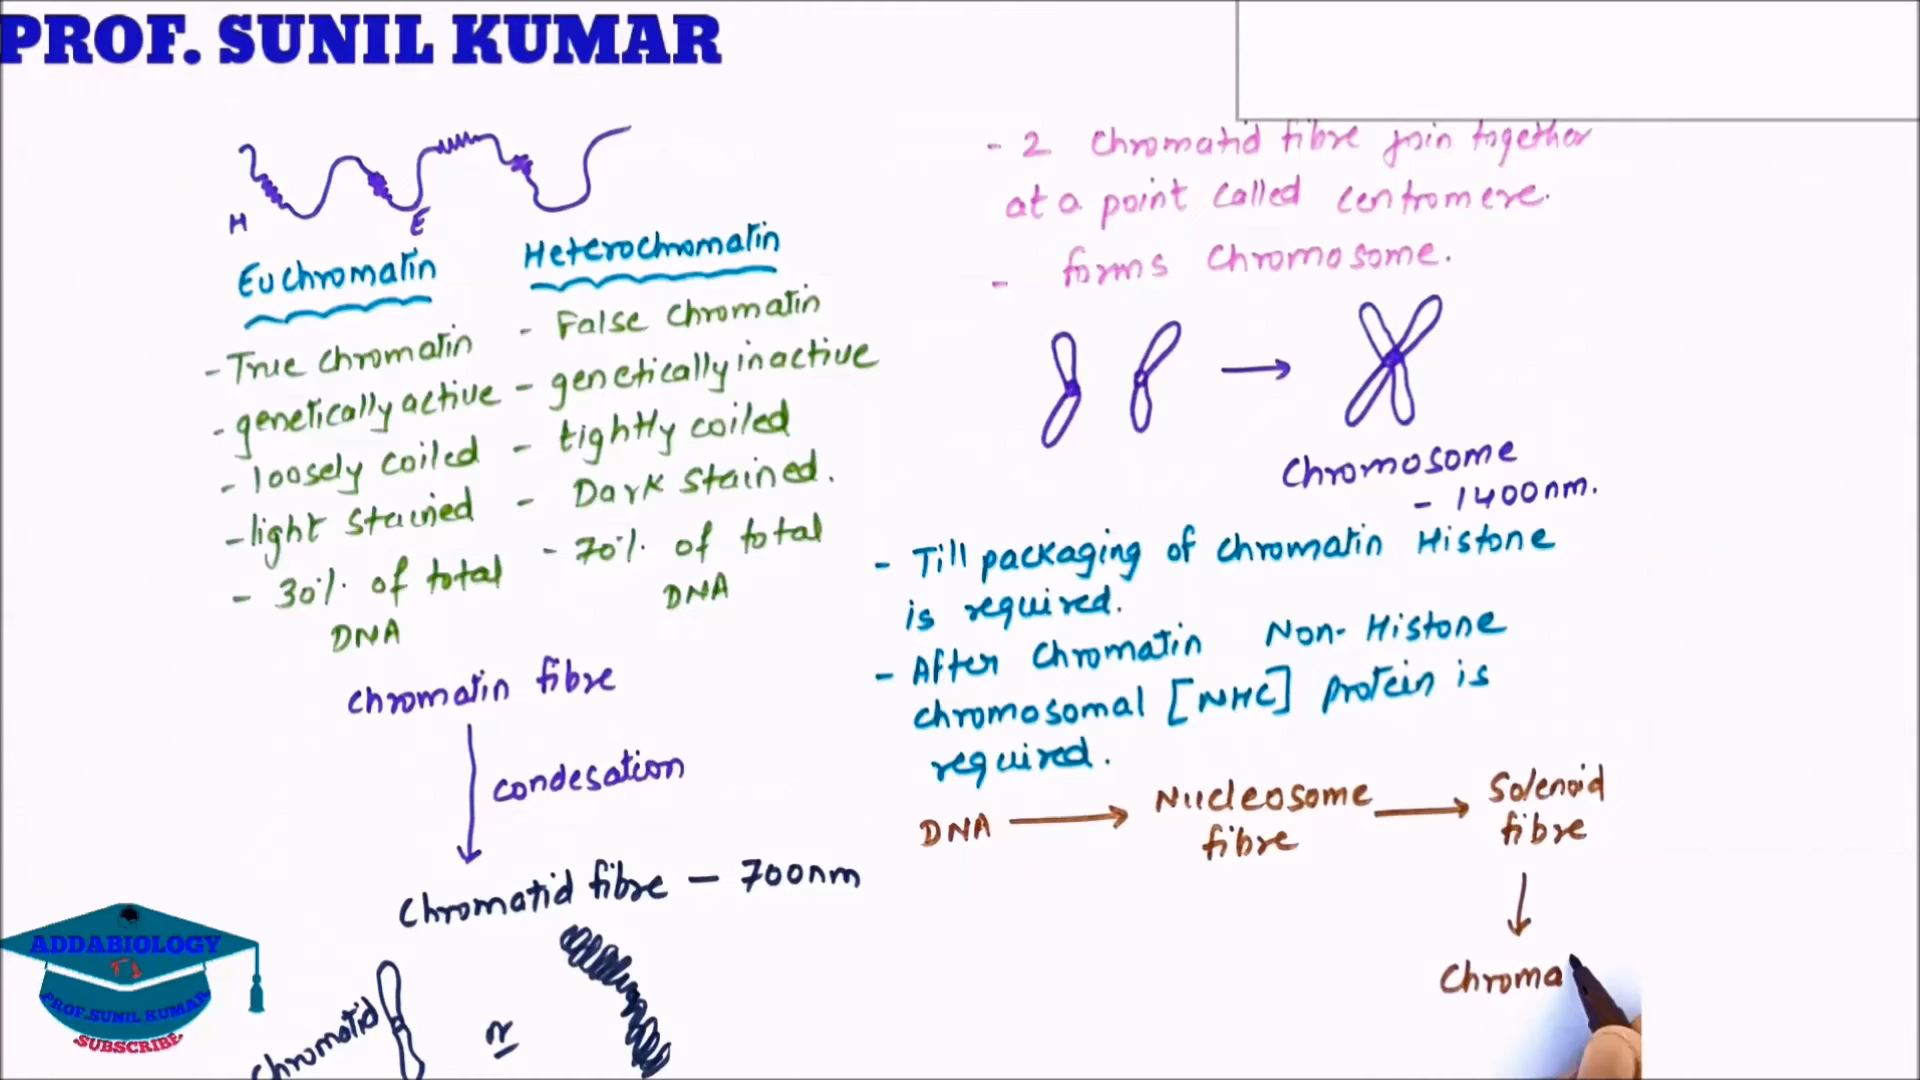 PROF. SUNIL KUMAR
H
E
Euchromatin
- True chromatin
- genetically active
- loosely coiled
- light stained
- 30% of total
DNA
Heterochromatin
- False chromatin
- genetically inactive
- tightly coiled
- Dark stained.
- 70% of total
DNA
chromatin fibre
condesation
Chromatid fibre - 700nm
chromatid
or
ADDABIOLOGY
PROF.SUNIL KUMAR
SUBSCRIBE
- 2 chromatid fibre join together
at a point called centromere.
- forms chromosome.
Chromosome
- 1400nm.
- Till packaging of chromatin Histone
is required.
- After chromatin Non-Histone
chromosomal [NHC] protein is
required.
DNA → Nucleosome fibre → Solenoid fibre
↓
Chroma